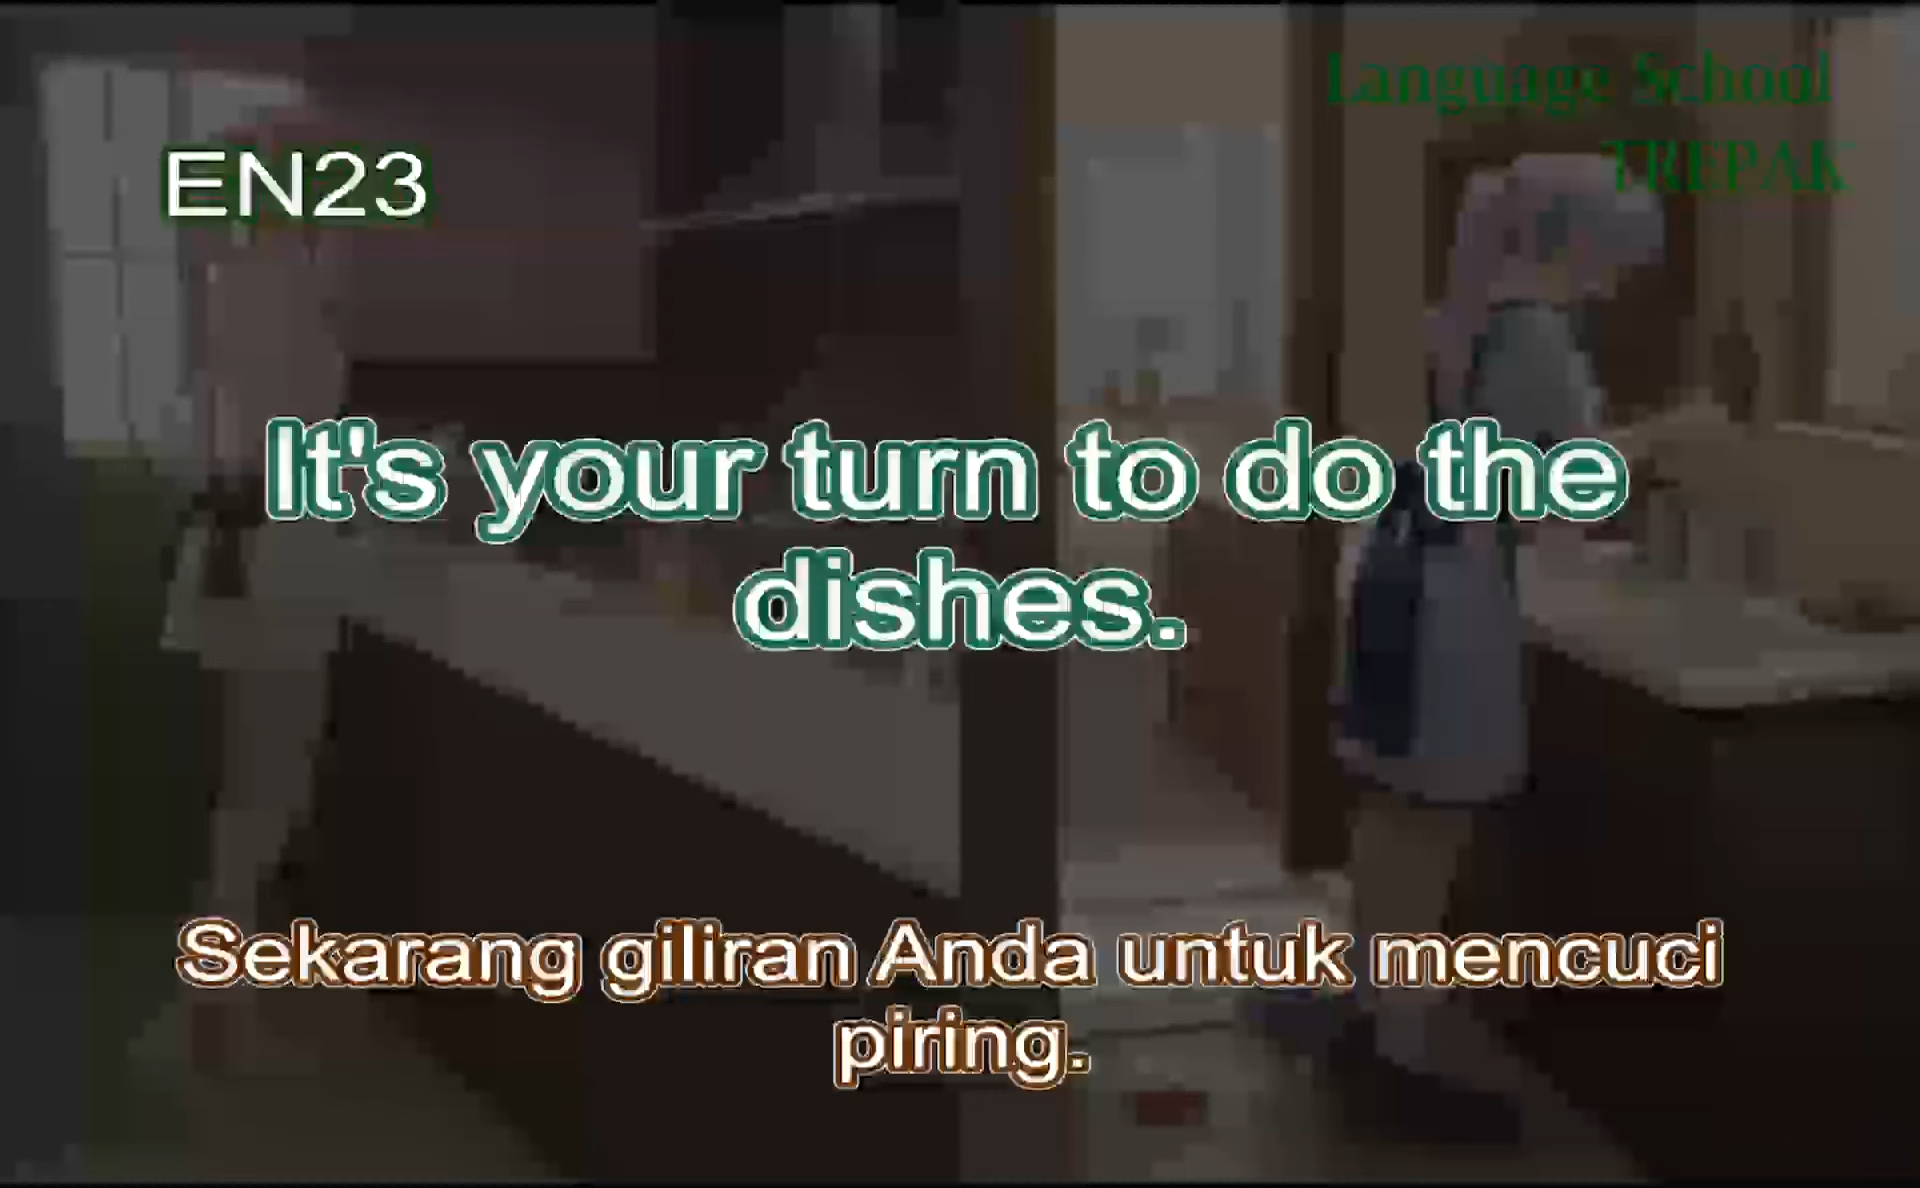 Language School
TREPAK
EN23
It's your turn to do the
dishes.
Sekarang giliran Anda untuk mencuci
piring.